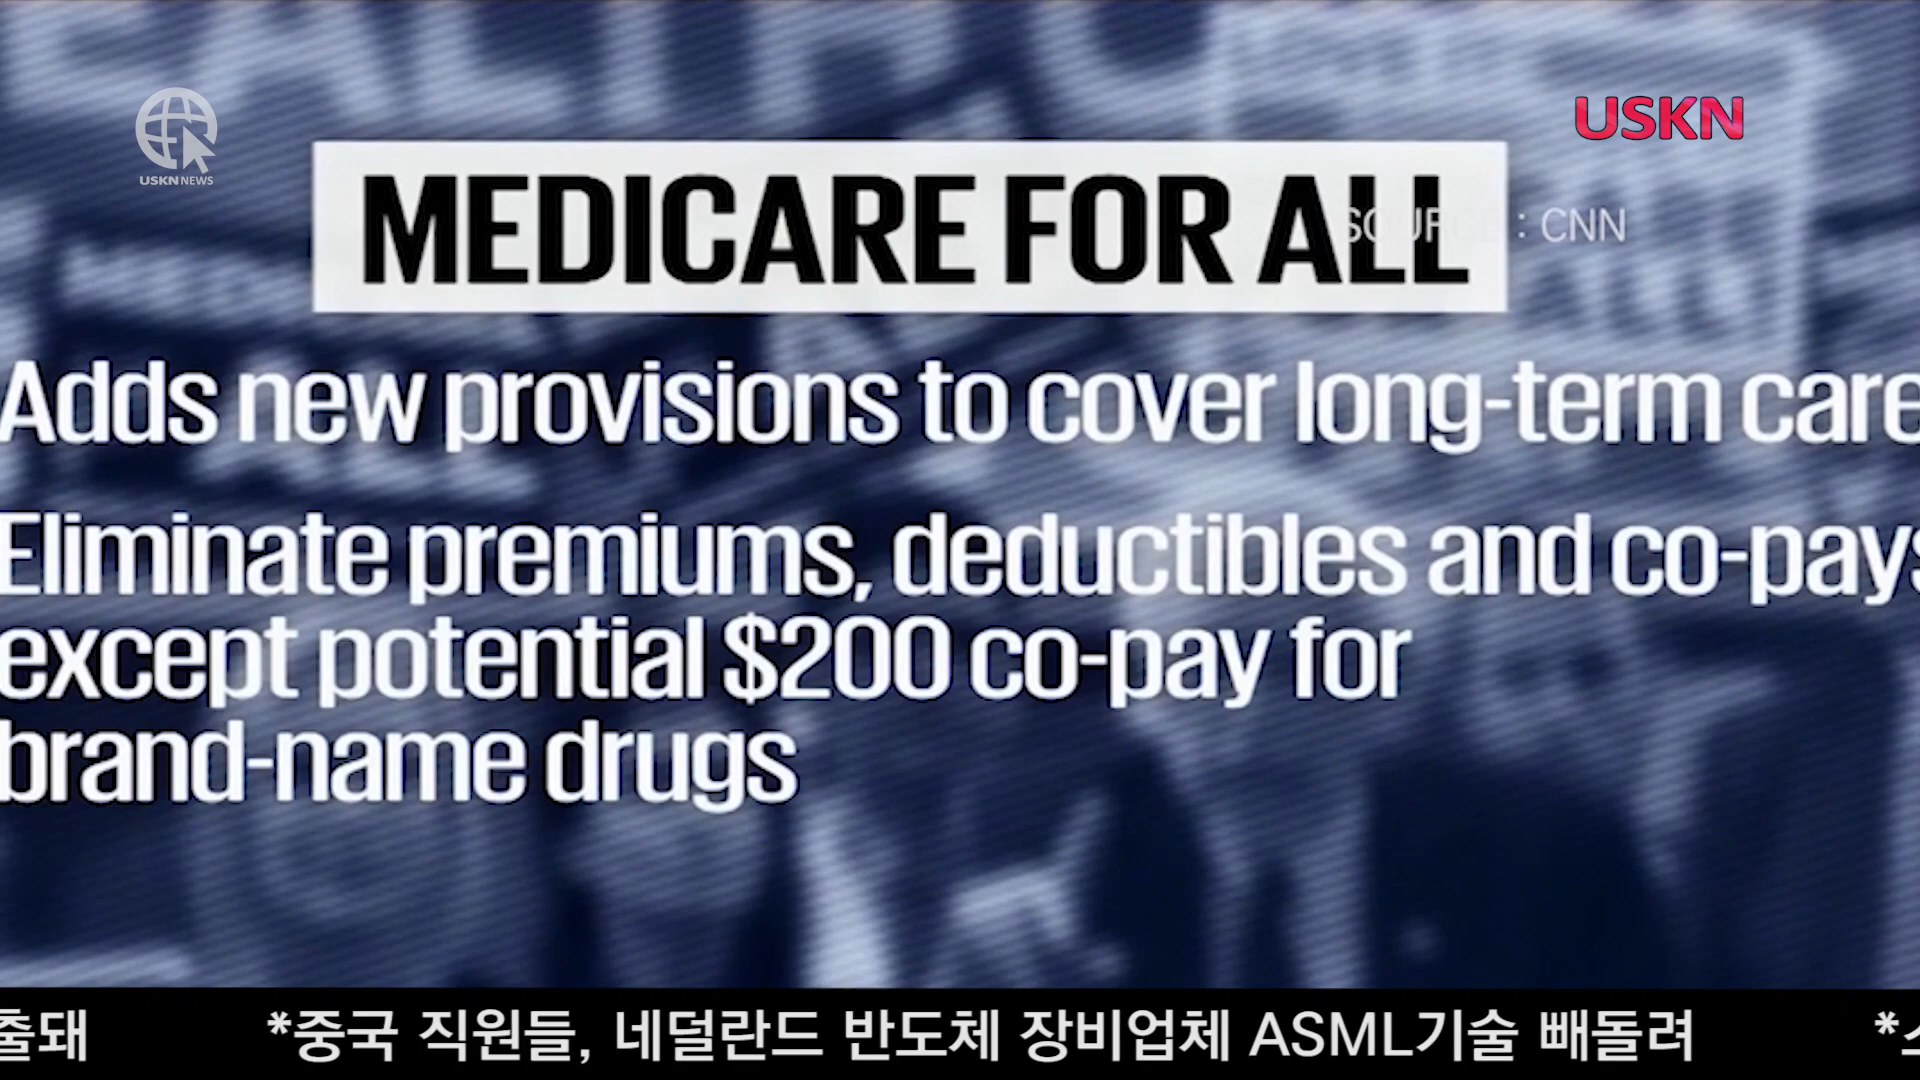 USKN NEWS
USKN
MEDICARE FOR ALL
SOURCE : CNN
Adds new provisions to cover long-term care
Eliminate premiums, deductibles and co-pays
except potential $200 co-pay for
brand-name drugs
출돼 *중국 직원들, 네덜란드 반도체 장비업체 ASML기술 빼돌려 *